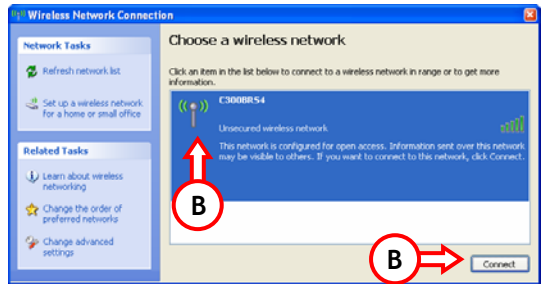 Wireless Network Connection
Network Tasks
Refresh network list
Set up a wireless network
for a home or small office
Related Tasks
Learn about wireless
networking
Change the order of
preferred networks
Change advanced
settings
Choose a wireless network
Click an item in the list below to connect to a wireless network in range or to get more
information.
C300BRS4
Unsecured wireless network
This network is configured for open access. Information sent over this network
may be visible to others. If you want to connect to this network, click Connect.
B
B
Connect